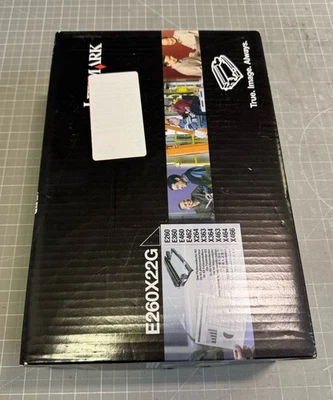 LEXMARK
True. Image. Always.
E260X22G
E260
E360
E460
E462
X264
X363
X364
X463
X464
X466